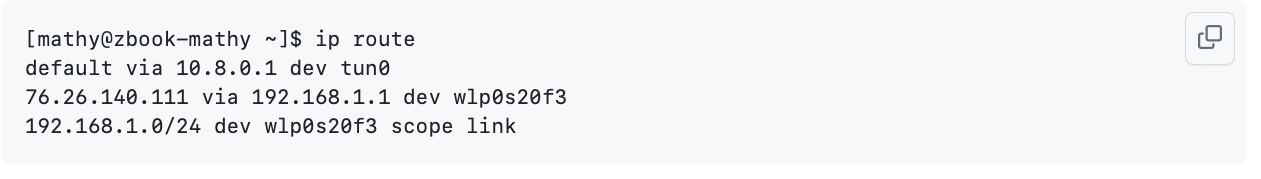 [mathy@zbook-mathy ~]$ ip route
default via 10.8.0.1 dev tun0
76.26.140.111 via 192.168.1.1 dev wlp0s20f3
192.168.1.0/24 dev wlp0s20f3 scope link